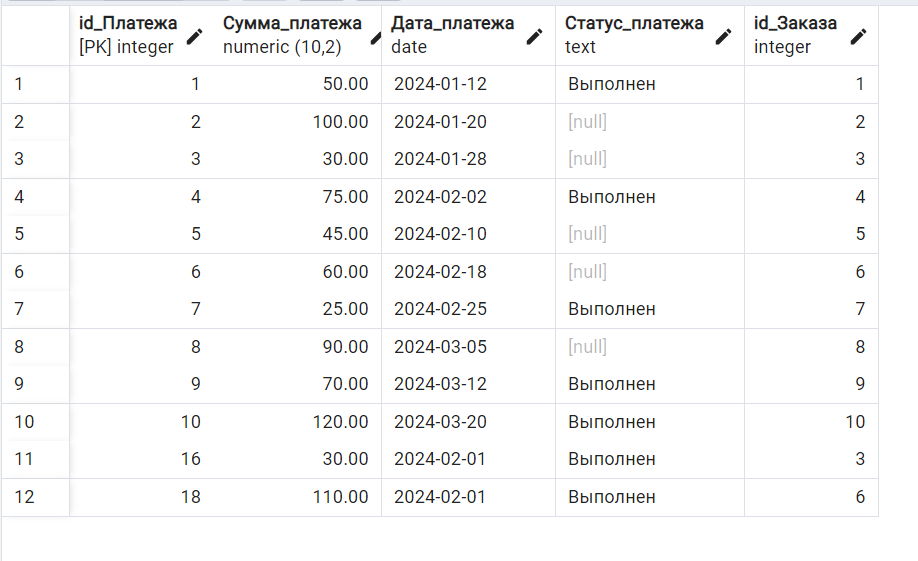 id_Платежа Сумма_платежа Дата_платежа Статус_платежа id_Заказа
[PK] integer numeric (10,2) date text integer
1 1 50.00 2024-01-12 Выполнен 1
2 2 100.00 2024-01-20 [null] 2
3 3 30.00 2024-01-28 [null] 3
4 4 75.00 2024-02-02 Выполнен 4
5 5 45.00 2024-02-10 [null] 5
6 6 60.00 2024-02-18 [null] 6
7 7 25.00 2024-02-25 Выполнен 7
8 8 90.00 2024-03-05 [null] 8
9 9 70.00 2024-03-12 Выполнен 9
10 10 120.00 2024-03-20 Выполнен 10
11 16 30.00 2024-02-01 Выполнен 3
12 18 110.00 2024-02-01 Выполнен 6